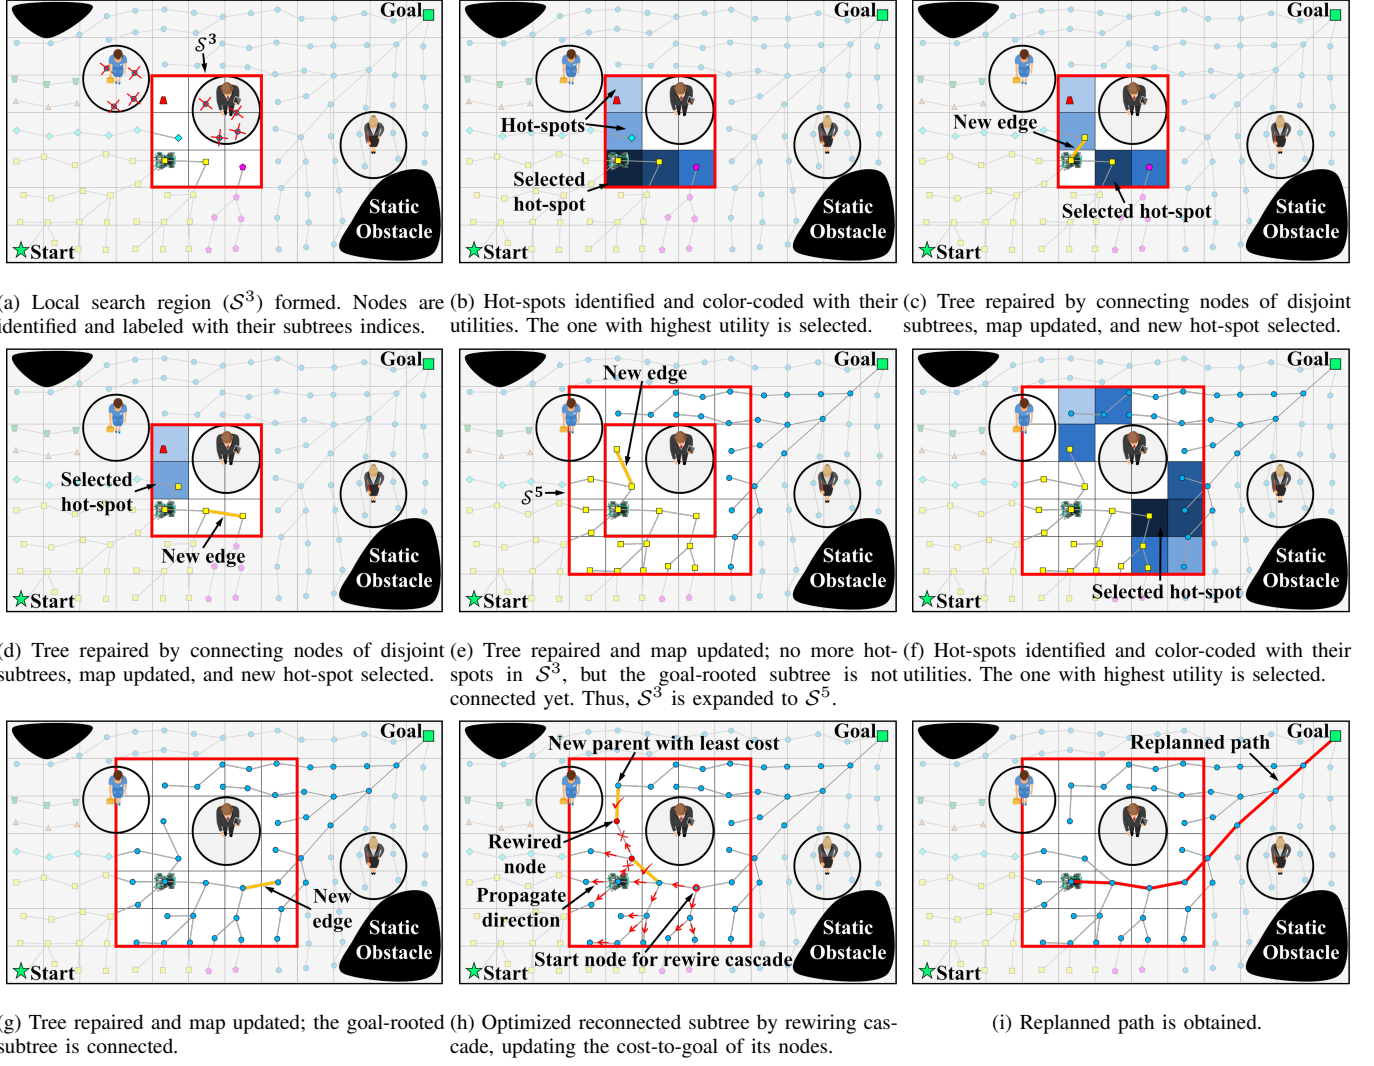 Goal
𝒮³
Static
Obstacle
Start
(a) Local search region (𝒮³) formed. Nodes are
identified and labeled with their subtrees indices.
Goal
Hot-spots
Selected
hot-spot
Static
Obstacle
Start
(b) Hot-spots identified and color-coded with their
utilities. The one with highest utility is selected.
Goal
New edge
Selected hot-spot
Static
Obstacle
Start
(c) Tree repaired by connecting nodes of disjoint
subtrees, map updated, and new hot-spot selected.
Goal
Selected
hot-spot
New edge
Static
Obstacle
Start
(d) Tree repaired by connecting nodes of disjoint
subtrees, map updated, and new hot-spot selected.
Goal
New edge
𝒮⁵
Static
Obstacle
Start
(e) Tree repaired and map updated; no more hot-
spots in 𝒮³, but the goal-rooted subtree is not
connected yet. Thus, 𝒮³ is expanded to 𝒮⁵.
Goal
Selected hot-spot
Static
Obstacle
Start
(f) Hot-spots identified and color-coded with their
utilities. The one with highest utility is selected.
Goal
New
edge
Static
Obstacle
Start
(g) Tree repaired and map updated; the goal-rooted
subtree is connected.
Goal
New parent with least cost
Rewired
node
Propagate
direction
Start node for rewire cascade
Static
Obstacle
Start
(h) Optimized reconnected subtree by rewiring cas-
cade, updating the cost-to-goal of its nodes.
Goal
Replanned path
Static
Obstacle
Start
(i) Replanned path is obtained.